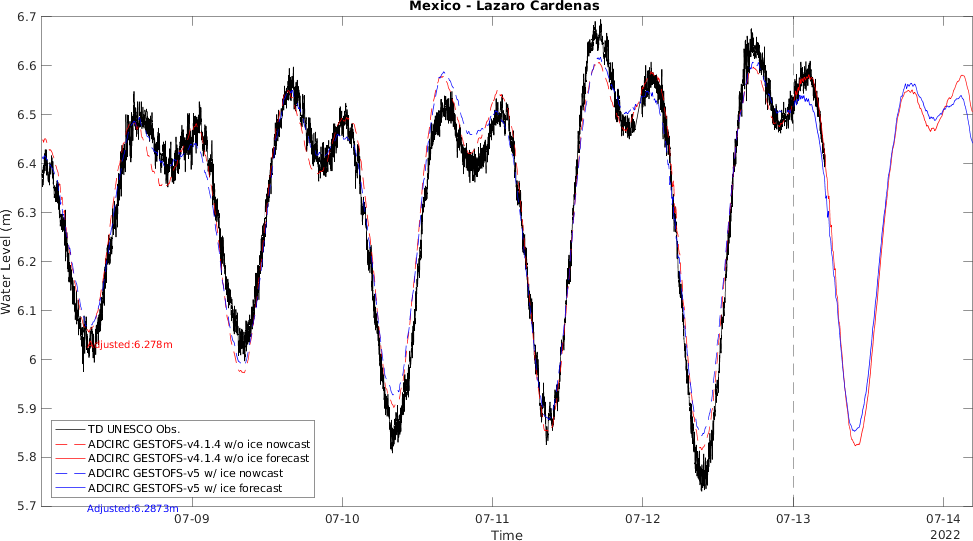 Mexico - Lazaro Cardenas
6.7
6.6
6.5
6.4
6.3
6.2
6.1
6
5.9
5.8
5.7
Water Level (m)
Adjusted:6.278m
TD UNESCO Obs.
ADCIRC GESTOFS-v4.1.4 w/o ice nowcast
ADCIRC GESTOFS-v4.1.4 w/o ice forecast
ADCIRC GESTOFS-v5 w/ ice nowcast
ADCIRC GESTOFS-v5 w/ ice forecast
Adjusted:6.2873m
07-09 07-10 07-11 07-12 07-13 07-14
Time
2022